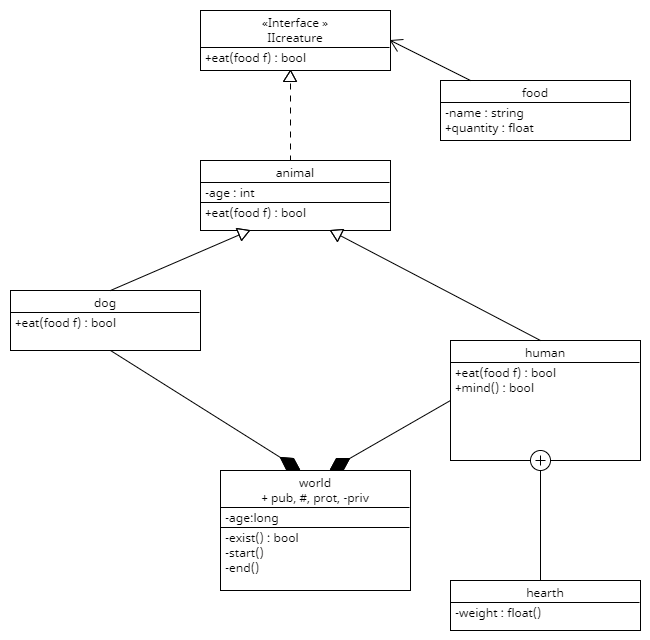 «Interface »
IIcreature
+eat(food f) : bool
food
-name : string
+quantity : float
animal
-age : int
+eat(food f) : bool
dog
+eat(food f) : bool
human
+eat(food f) : bool
+mind() : bool
world
+ pub, #, prot, -priv
-age:long
-exist() : bool
-start()
-end()
hearth
-weight : float()